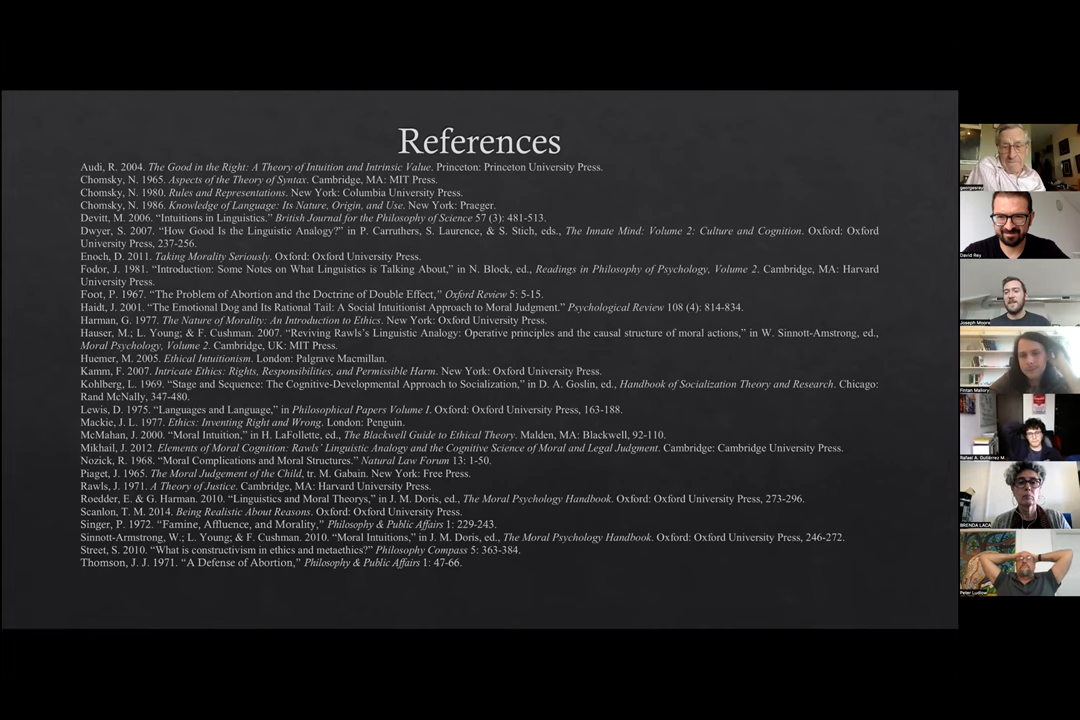 References
Audi, R. 2004. The Good in the Right: A Theory of Intuition and Intrinsic Value. Princeton: Princeton University Press.
Chomsky, N. 1965. Aspects of the Theory of Syntax. Cambridge, MA: MIT Press.
Chomsky, N. 1980. Rules and Representations. New York: Columbia University Press.
Chomsky, N. 1986. Knowledge of Language: Its Nature, Origin, and Use. New York: Praeger.
Devitt, M. 2006. “Intuitions in Linguistics.” British Journal for the Philosophy of Science 57 (3): 481-513.
Dwyer, S. 2007. “How Good Is the Linguistic Analogy?” in P. Carruthers, S. Laurence, & S. Stich, eds., The Innate Mind: Volume 2: Culture and Cognition. Oxford: Oxford
University Press, 237-256.
Enoch, D. 2011. Taking Morality Seriously. Oxford: Oxford University Press.
Fodor, J. 1981. “Introduction: Some Notes on What Linguistics is Talking About,” in N. Block, ed., Readings in Philosophy of Psychology, Volume 2. Cambridge, MA: Harvard
University Press.
Foot, P. 1967. “The Problem of Abortion and the Doctrine of Double Effect,” Oxford Review 5: 5-15.
Haidt, J. 2001. “The Emotional Dog and Its Rational Tail: A Social Intuitionist Approach to Moral Judgment.” Psychological Review 108 (4): 814-834.
Harman, G. 1977. The Nature of Morality: An Introduction to Ethics. New York: Oxford University Press.
Hauser, M.; L. Young; & F. Cushman. 2007. “Reviving Rawls’s Linguistic Analogy: Operative principles and the causal structure of moral actions,” in W. Sinnott-Amstrong, ed.,
Moral Psychology, Volume 2. Cambridge, UK: MIT Press.
Huemer, M. 2005. Ethical Intuitionism. London: Palgrave Macmillan.
Kamm, F. 2007. Intricate Ethics: Rights, Responsibilities, and Permissible Harm. New York: Oxford University Press.
Kohlberg, L. 1969. “Stage and Sequence: The Cognitive-Developmental Approach to Socialization,” in D. A. Goslin, ed., Handbook of Socialization Theory and Research. Chicago:
Rand McNally, 347-480.
Lewis, D. 1975. “Languages and Language,” in Philosophical Papers Volume I. Oxford: Oxford University Press, 163-188.
Mackie, J. L. 1977. Ethics: Inventing Right and Wrong. London: Penguin.
McMahan, J. 2000. “Moral Intuition,” in H. LaFollette, ed., The Blackwell Guide to Ethical Theory. Malden, MA: Blackwell, 92-110.
Mikhail, J. 2012. Elements of Moral Cognition: Rawls’ Linguistic Analogy and the Cognitive Science of Moral and Legal Judgment. Cambridge: Cambridge University Press.
Nozick, R. 1968. “Moral Complications and Moral Structures.” Natural Law Forum 13: 1-50.
Piaget, J. 1965. The Moral Judgement of the Child, tr. M. Gabain. New York: Free Press.
Rawls, J. 1971. A Theory of Justice. Cambridge, MA: Harvard University Press.
Roedder, E. & G. Harman. 2010. “Linguistics and Moral Theorys,” in J. M. Doris, ed., The Moral Psychology Handbook. Oxford: Oxford University Press, 273-296.
Scanlon, T. M. 2014. Being Realistic About Reasons. Oxford: Oxford University Press.
Singer, P. 1972. “Famine, Affluence, and Morality,” Philosophy & Public Affairs 1: 229-243.
Sinnott-Armstrong, W.; L. Young; & F. Cushman. 2010. “Moral Intuitions,” in J. M. Doris, ed., The Moral Psychology Handbook. Oxford: Oxford University Press, 246-272.
Street, S. 2010. “What is constructivism in ethics and metaethics?” Philosophy Compass 5: 363-384.
Thomson, J. J. 1971. “A Defense of Abortion,” Philosophy & Public Affairs 1: 47-66.
georgesrey
David Rey
Joseph Moore
Fintan Mallory
Rafael A. Gutiérrez M...
BRENDA LACA
Peter Ludlow